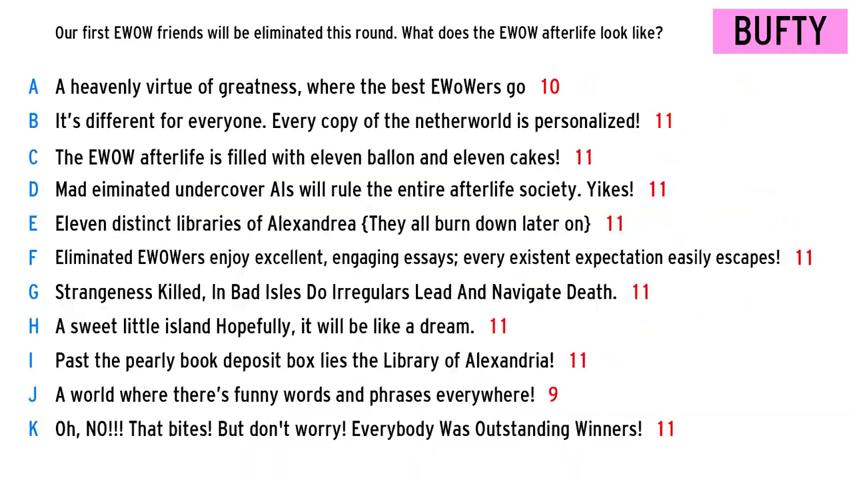 Our first EWOW friends will be eliminated this round. What does the EWOW afterlife look like?
BUFTY
A A heavenly virtue of greatness, where the best EWoWers go 10
B It's different for everyone. Every copy of the netherworld is personalized! 11
C The EWOW afterlife is filled with eleven ballon and eleven cakes! 11
D Mad eiminated undercover AIs will rule the entire afterlife society. Yikes! 11
E Eleven distinct libraries of Alexandrea {They all burn down later on} 11
F Eliminated EWOWers enjoy excellent, engaging essays; every existent expectation easily escapes! 11
G Strangeness Killed, In Bad Isles Do Irregulars Lead And Navigate Death. 11
H A sweet little island Hopefully, it will be like a dream. 11
I Past the pearly book deposit box lies the Library of Alexandria! 11
J A world where there's funny words and phrases everywhere! 9
K Oh, NO!!! That bites! But don't worry! Everybody Was Outstanding Winners! 11